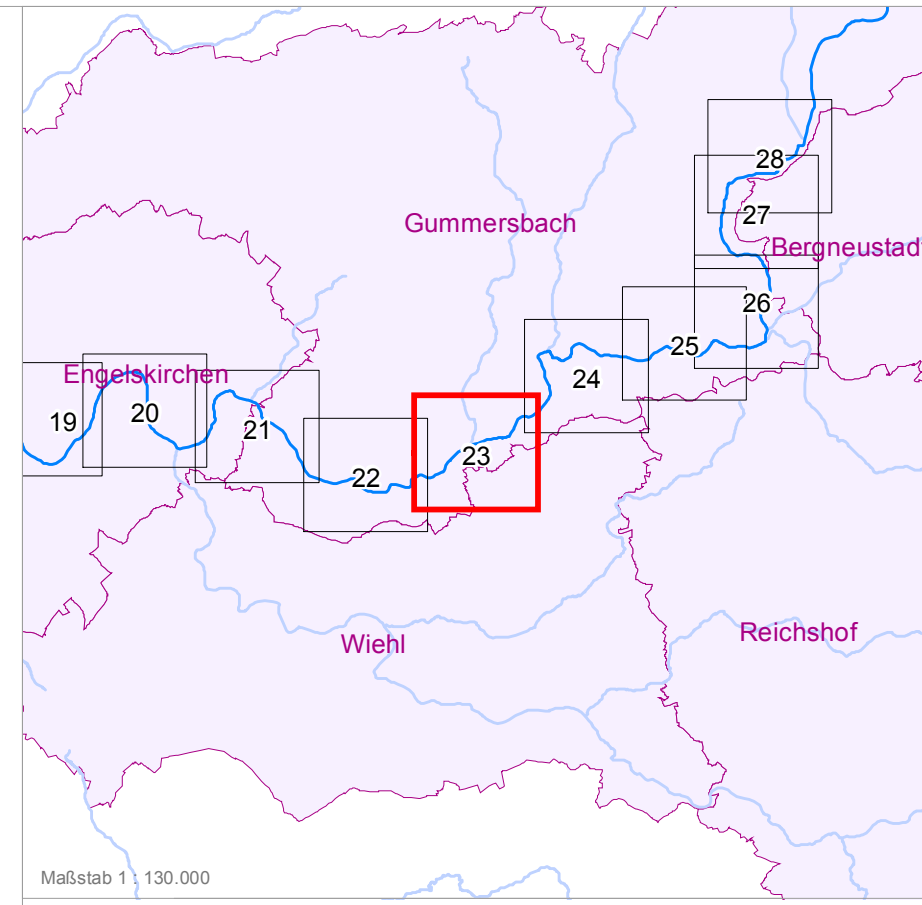 28
27
Gummersbach
Bergneustadt
26
25
Engelskirchen
24
19
20
21
23
22
Wiehl
Reichshof
Maßstab 1 : 130.000